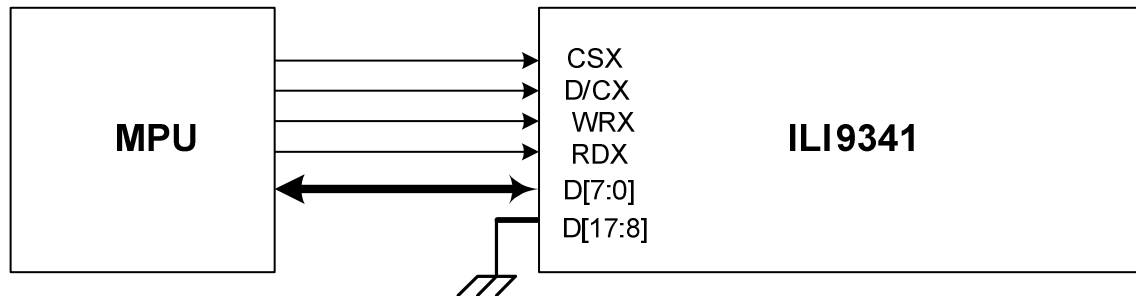 MPU
CSX
D/CX
WRX
RDX
D[7:0]
D[17:8]
ILI9341